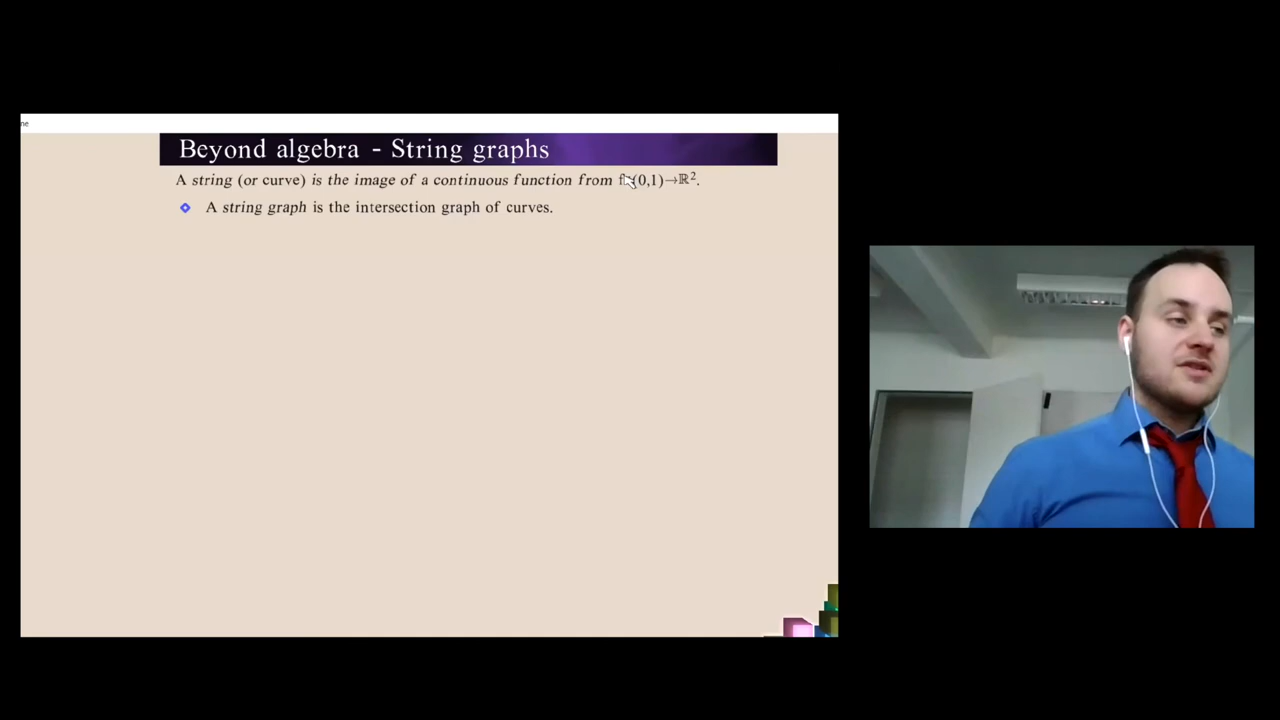 ne
Beyond algebra - String graphs
A string (or curve) is the image of a continuous function from (0,1)→ℝ².
A string graph is the intersection graph of curves.